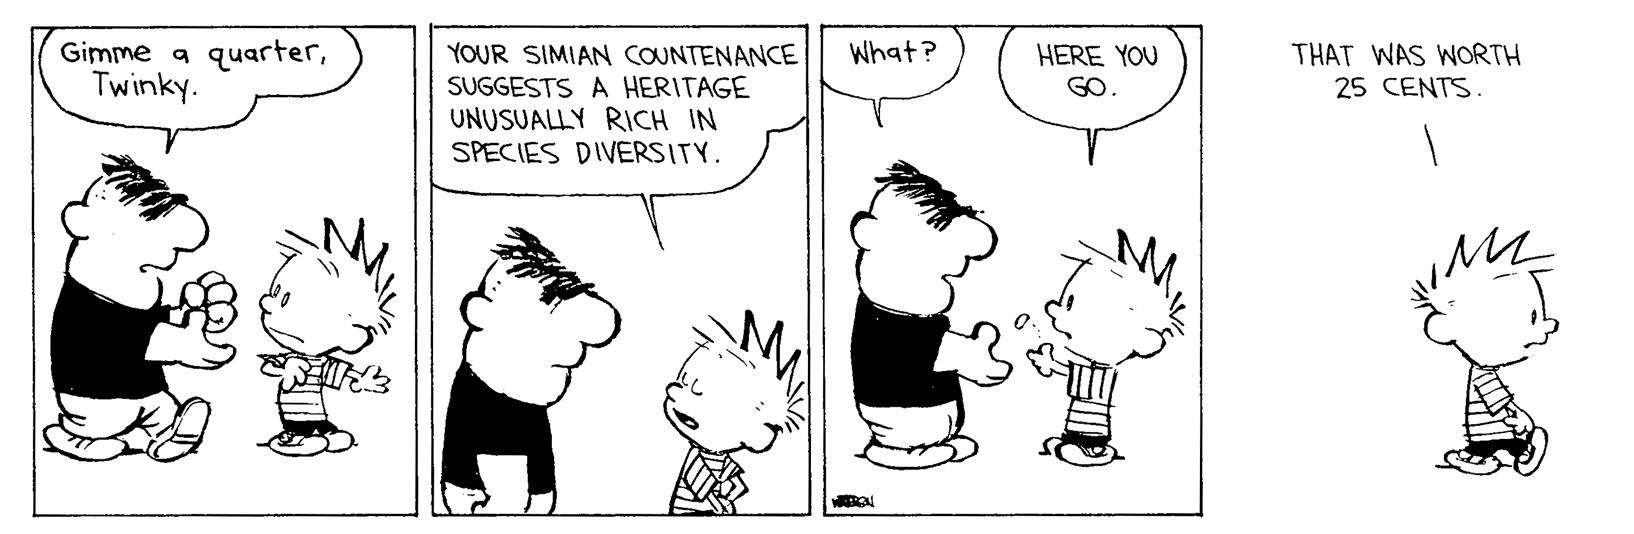 Gimme a quarter,
Twinky.
YOUR SIMIAN COUNTENANCE
SUGGESTS A HERITAGE
UNUSUALLY RICH IN
SPECIES DIVERSITY.
What?
HERE YOU
GO.
THAT WAS WORTH
25 CENTS.